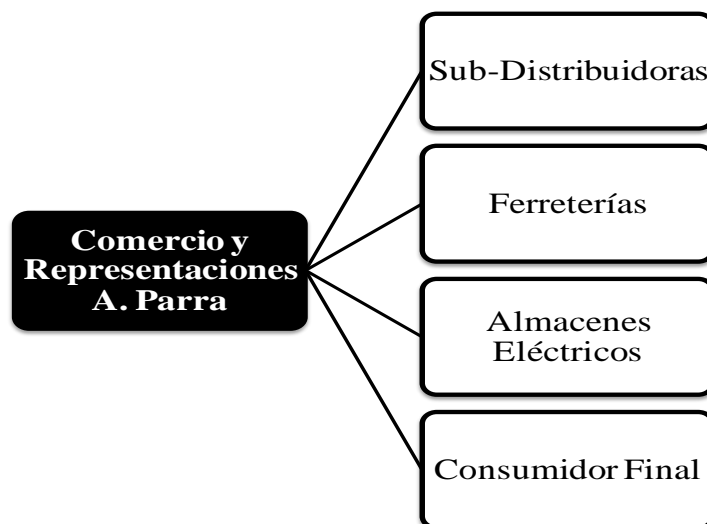 Comercio y
Representaciones
A. Parra
Sub-Distribuidoras
Ferreterías
Almacenes
Eléctricos
Consumidor Final